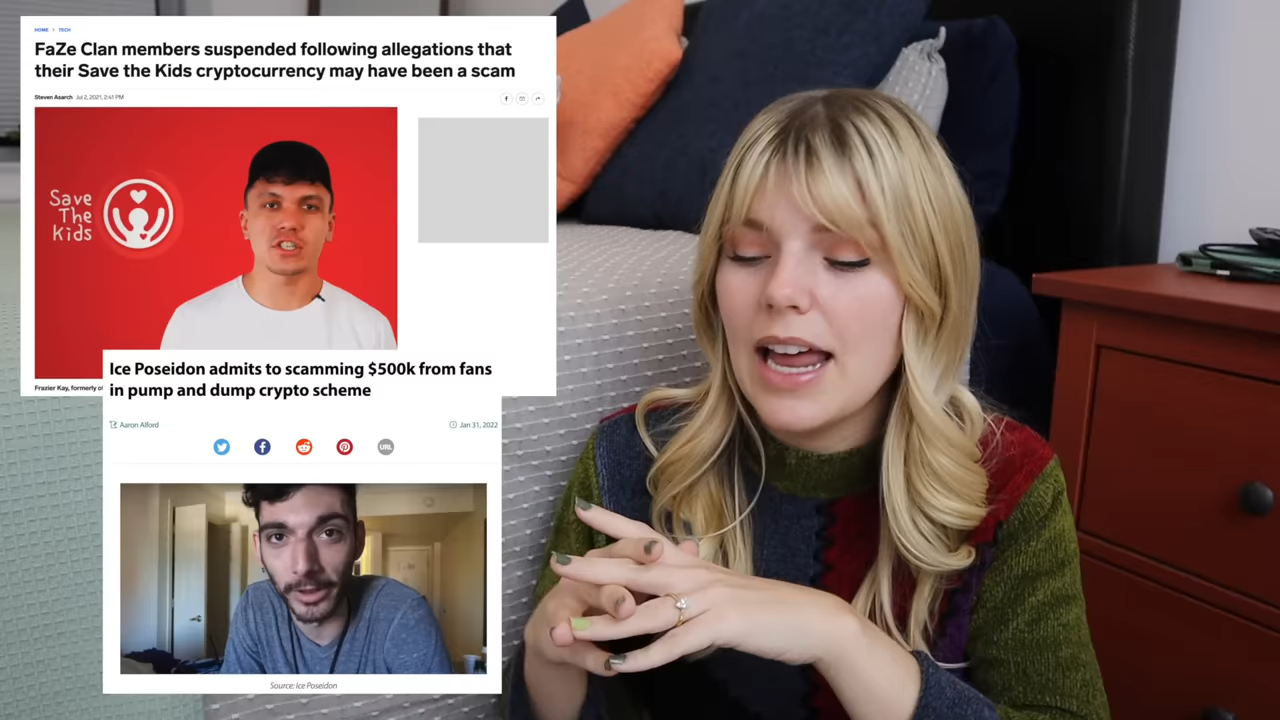 HOME > TECH
FaZe Clan members suspended following allegations that
their Save the Kids cryptocurrency may have been a scam
Steven Asarch Jul 2, 2021, 2:41 PM
Save
The
Kids
Frazier Kay, formerly of
Ice Poseidon admits to scamming $500k from fans
in pump and dump crypto scheme
Aaron Alford
Jan 31, 2022
URL
Source: Ice Poseidon